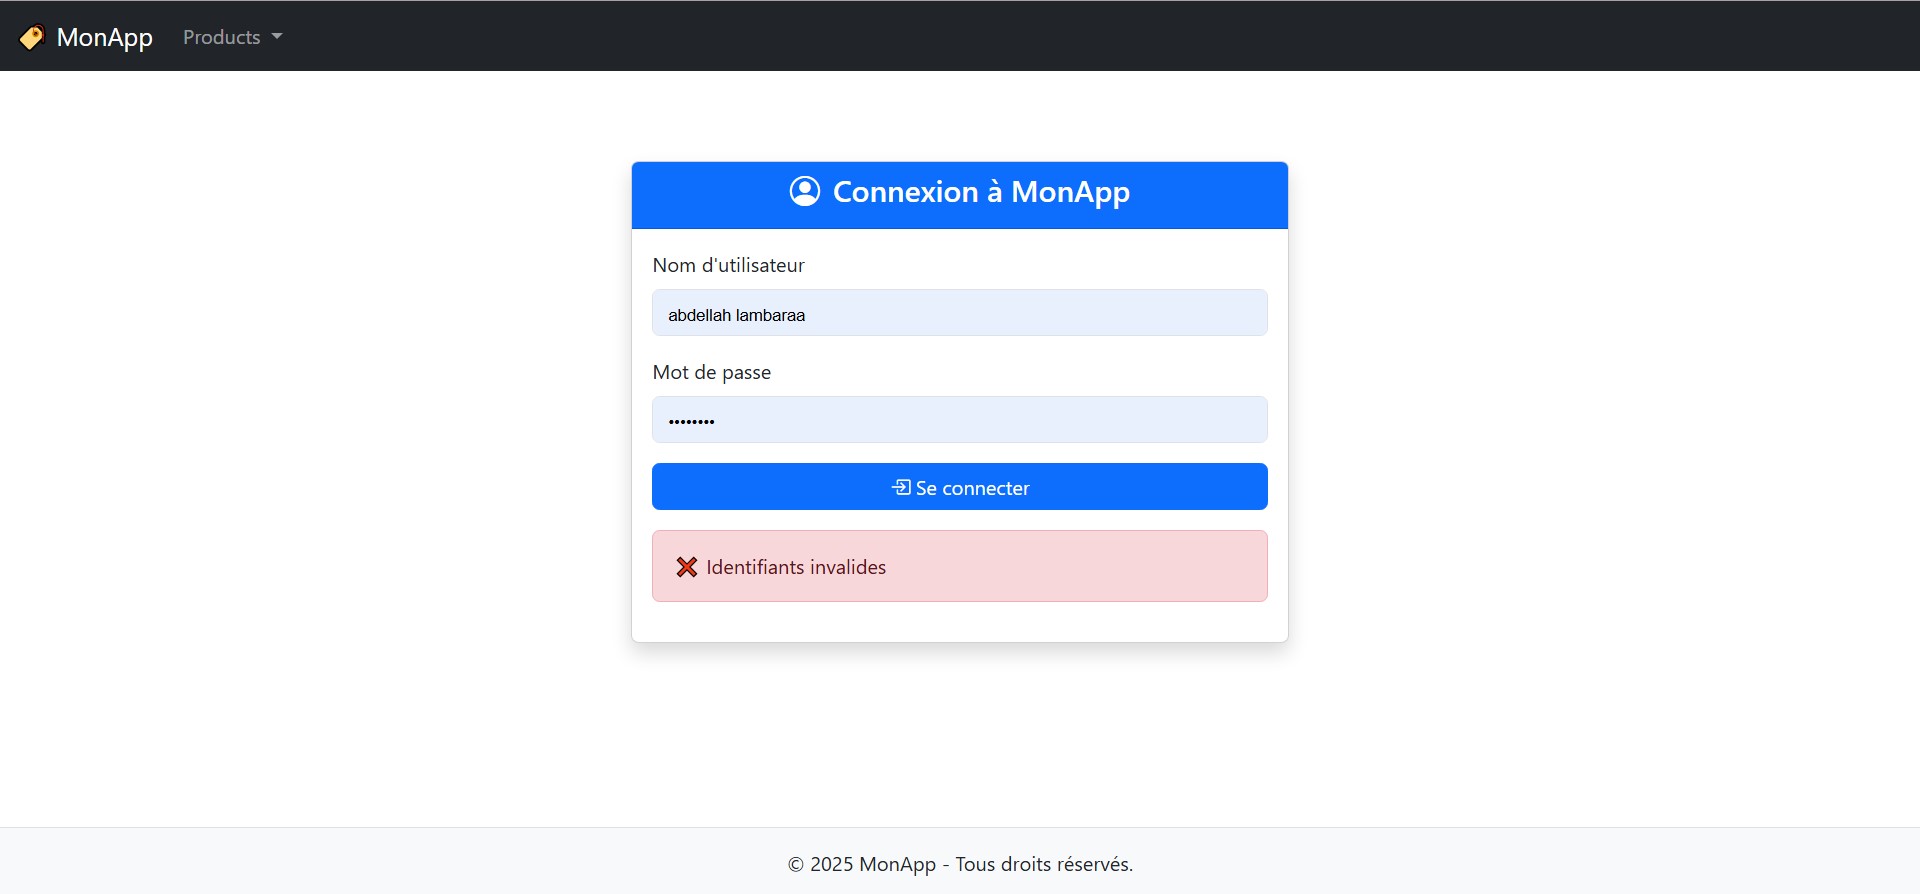 MonApp Products
Connexion à MonApp
Nom d'utilisateur
abdellah lambaraa
Mot de passe
••••••••
Se connecter
Identifiants invalides
© 2025 MonApp - Tous droits réservés.